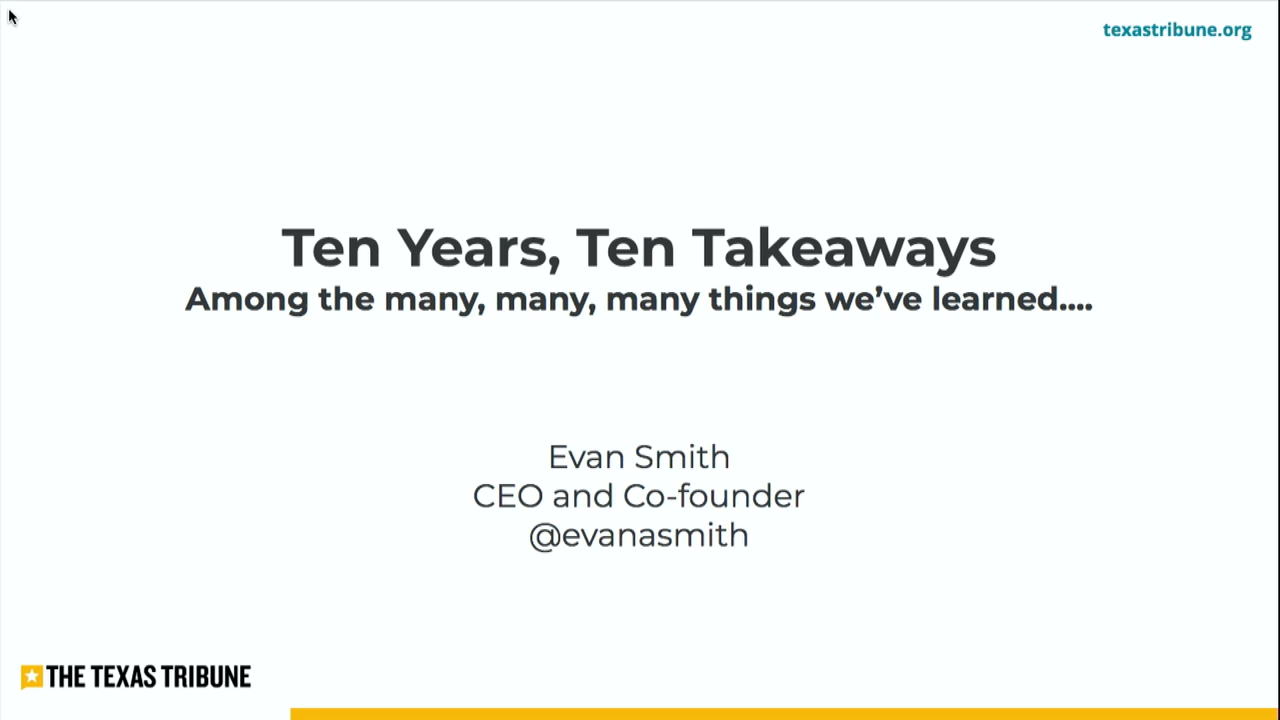 texastribune.org
Ten Years, Ten Takeaways
Among the many, many, many things we’ve learned....
Evan Smith
CEO and Co-founder
@evanasmith
THE TEXAS TRIBUNE